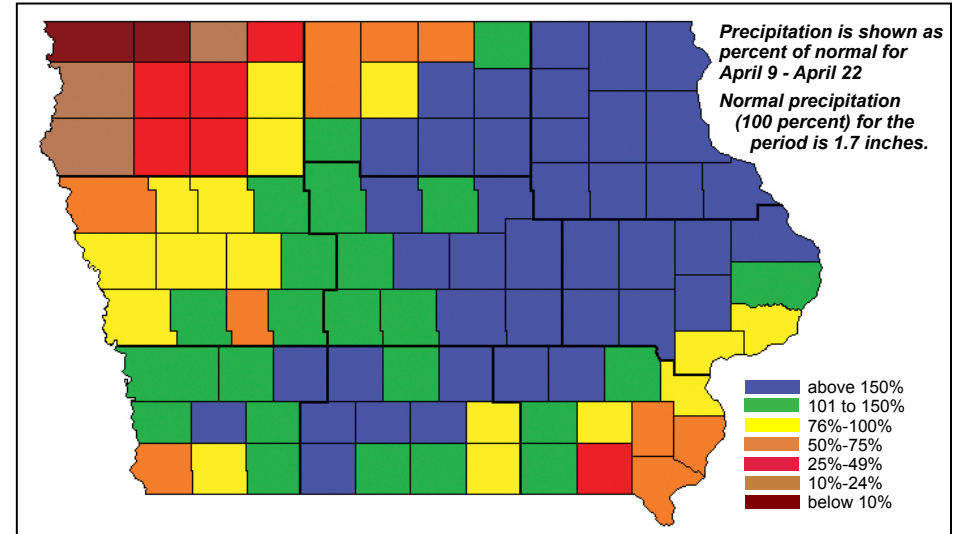 Precipitation is shown as
percent of normal for
April 9 - April 22
Normal precipitation
(100 percent) for the
period is 1.7 inches.
above 150%
101 to 150%
76%-100%
50%-75%
25%-49%
10%-24%
below 10%